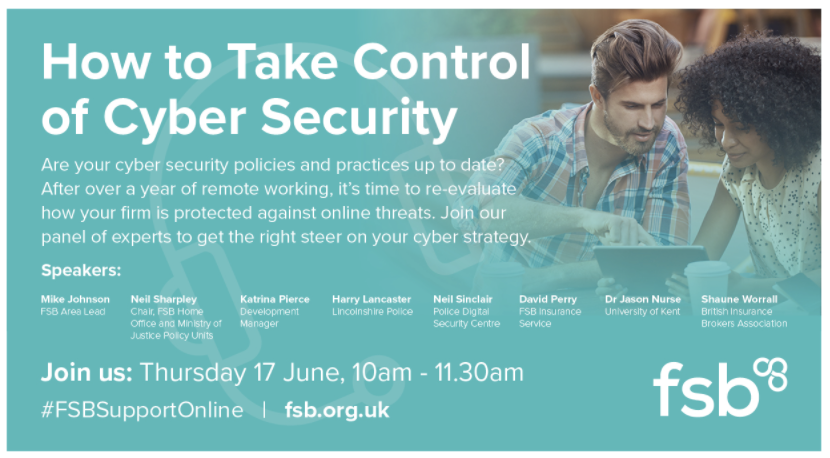 How to Take Control
of Cyber Security
Are your cyber security policies and practices up to date?
After over a year of remote working, it's time to re-evaluate
how your firm is protected against online threats. Join our
panel of experts to get the right steer on your cyber strategy.
Speakers:
Mike Johnson
FSB Area Lead
Neil Sharpley
Chair, FSB Home
Office and Ministry of
Justice Policy Units
Katrina Pierce
Development
Manager
Harry Lancaster
Lincolnshire Police
Neil Sinclair
Police Digital
Security Centre
David Perry
FSB Insurance
Service
Dr Jason Nurse
University of Kent
Shaune Worrall
British Insurance
Brokers Association
Join us: Thursday 17 June, 10am - 11.30am
#FSBSupportOnline | fsb.org.uk
fsb